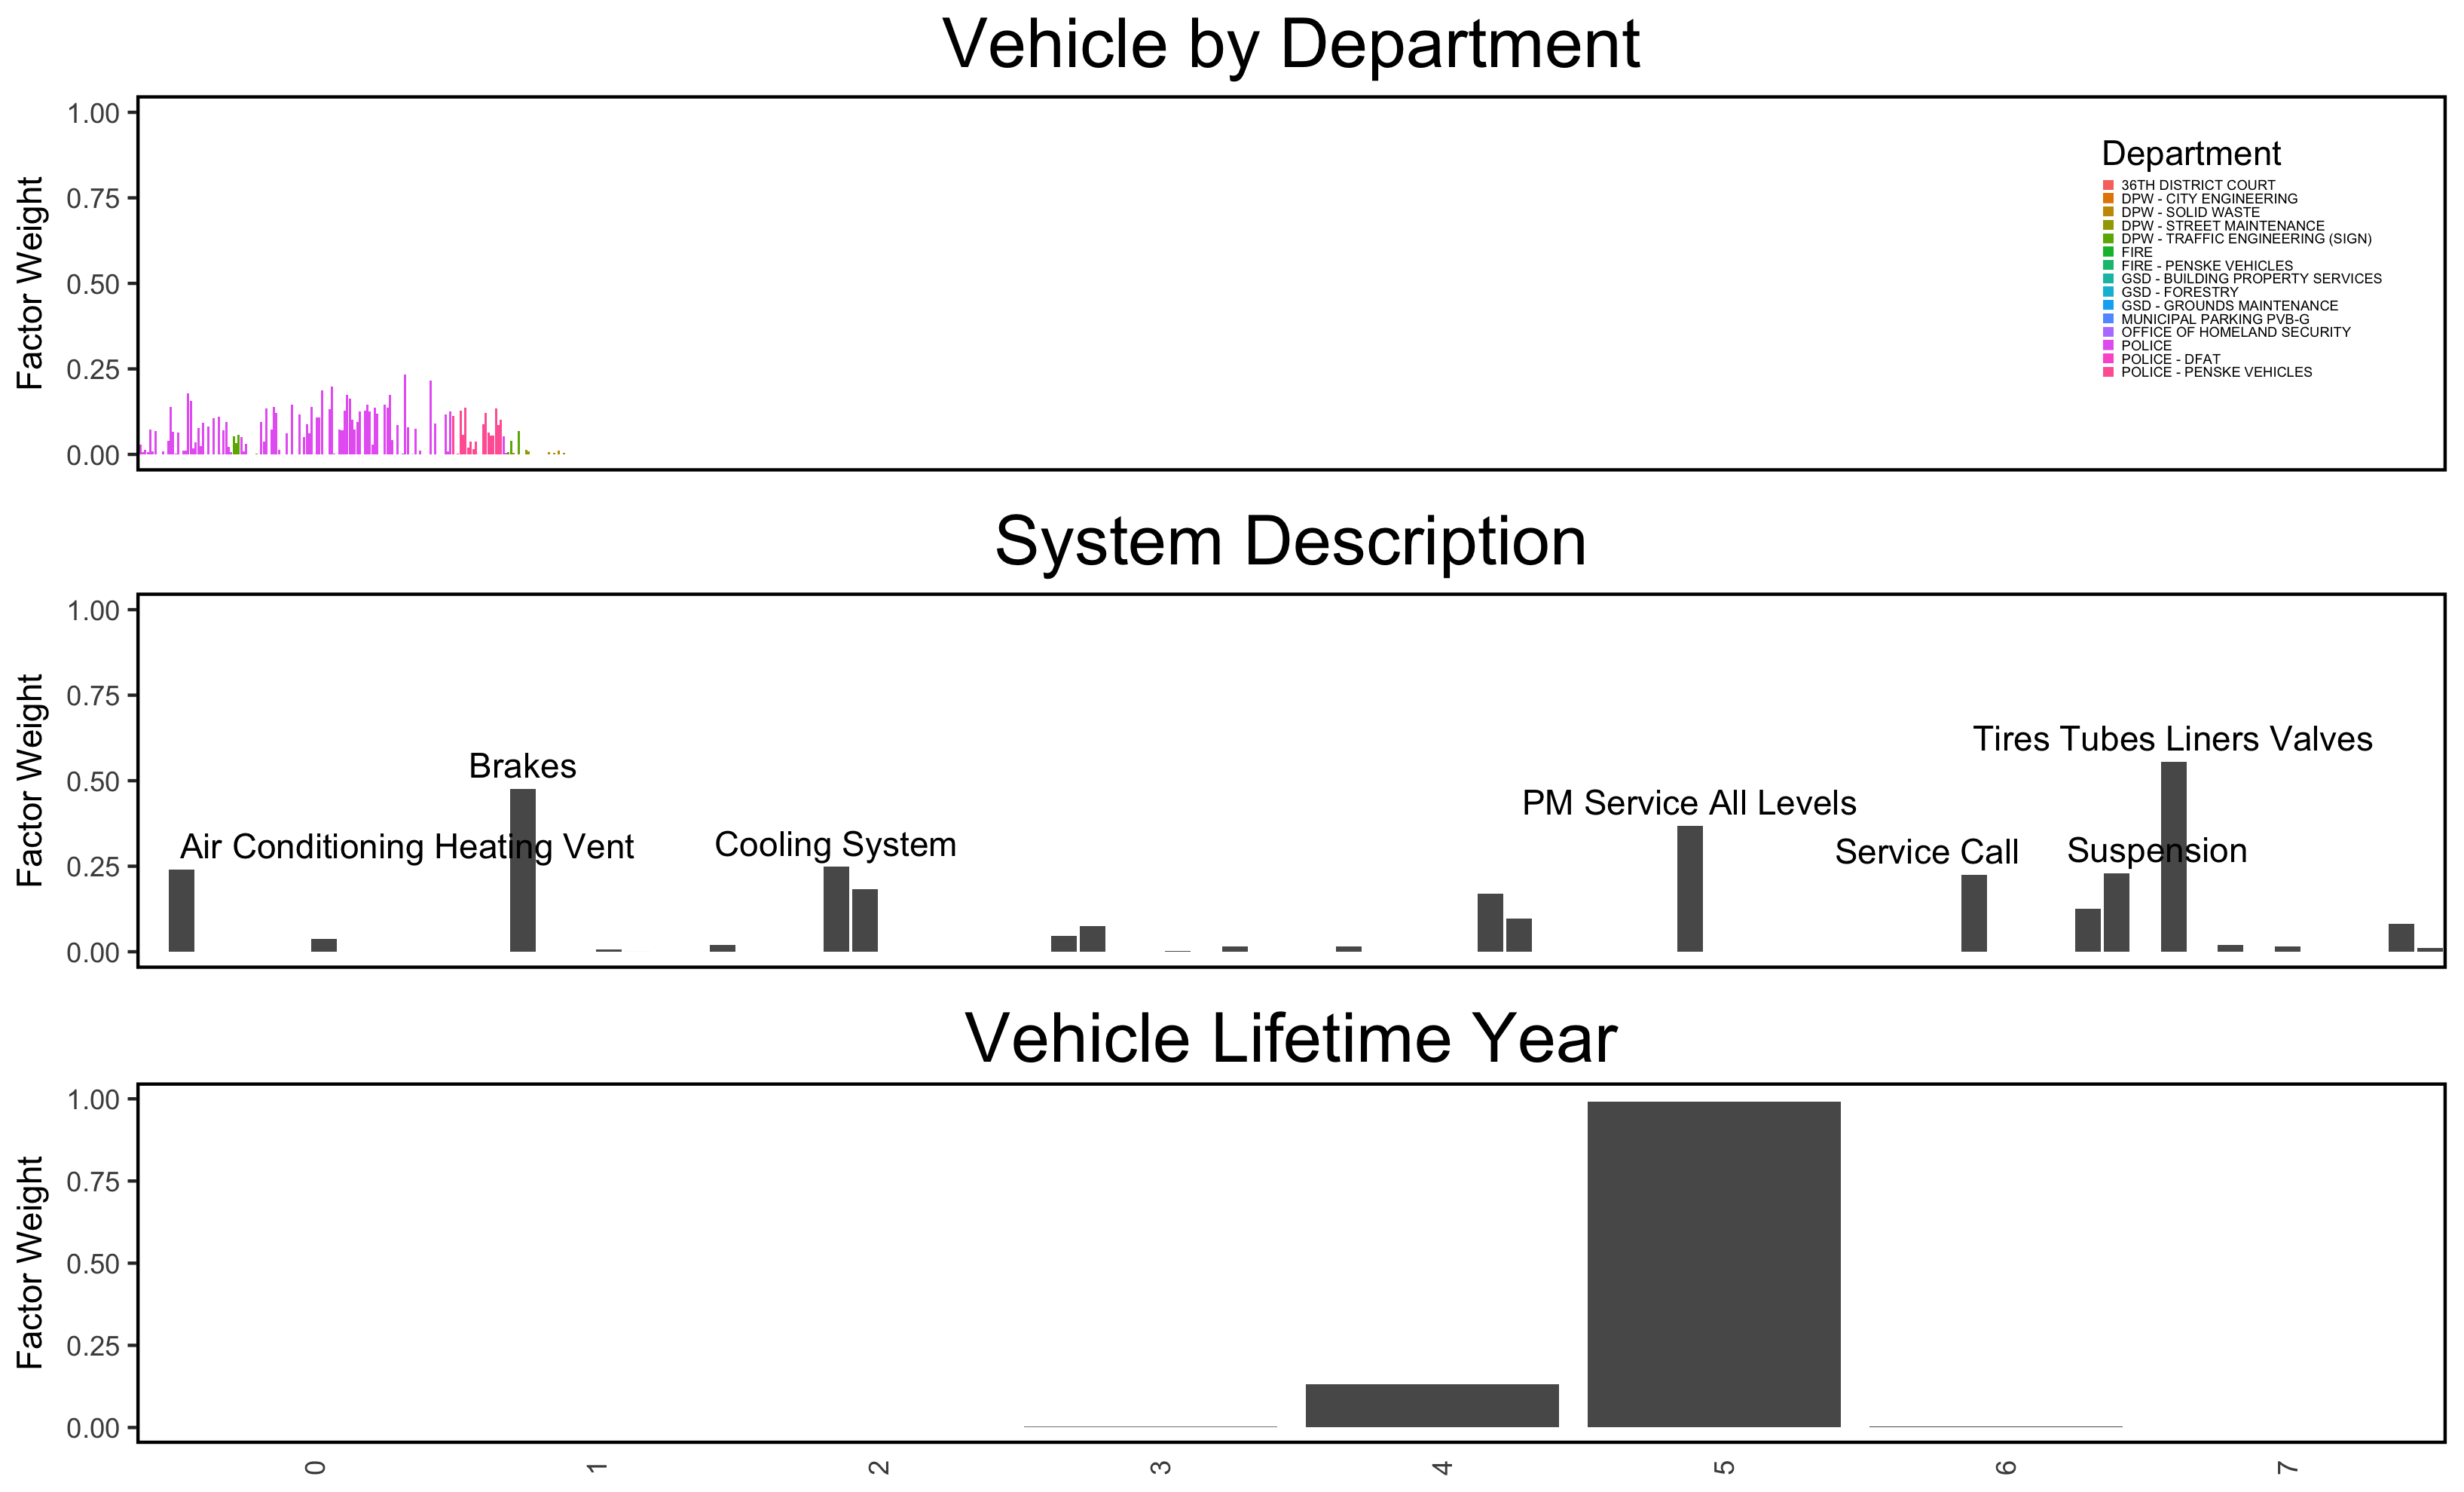 Vehicle by Department
Factor Weight
1.00
0.75
0.50
0.25
0.00
Department
36TH DISTRICT COURT
DPW - CITY ENGINEERING
DPW - SOLID WASTE
DPW - STREET MAINTENANCE
DPW - TRAFFIC ENGINEERING (SIGN)
FIRE
FIRE - PENSKE VEHICLES
GSD - BUILDING PROPERTY SERVICES
GSD - FORESTRY
GSD - GROUNDS MAINTENANCE
MUNICIPAL PARKING PVB-G
OFFICE OF HOMELAND SECURITY
POLICE
POLICE - DFAT
POLICE - PENSKE VEHICLES
System Description
Factor Weight
1.00
0.75
0.50
0.25
0.00
Tires Tubes Liners Valves
Brakes
PM Service All Levels
Air Conditioning Heating Vent
Cooling System
Service Call
Suspension
Vehicle Lifetime Year
Factor Weight
1.00
0.75
0.50
0.25
0.00
0 1 2 3 4 5 6 7